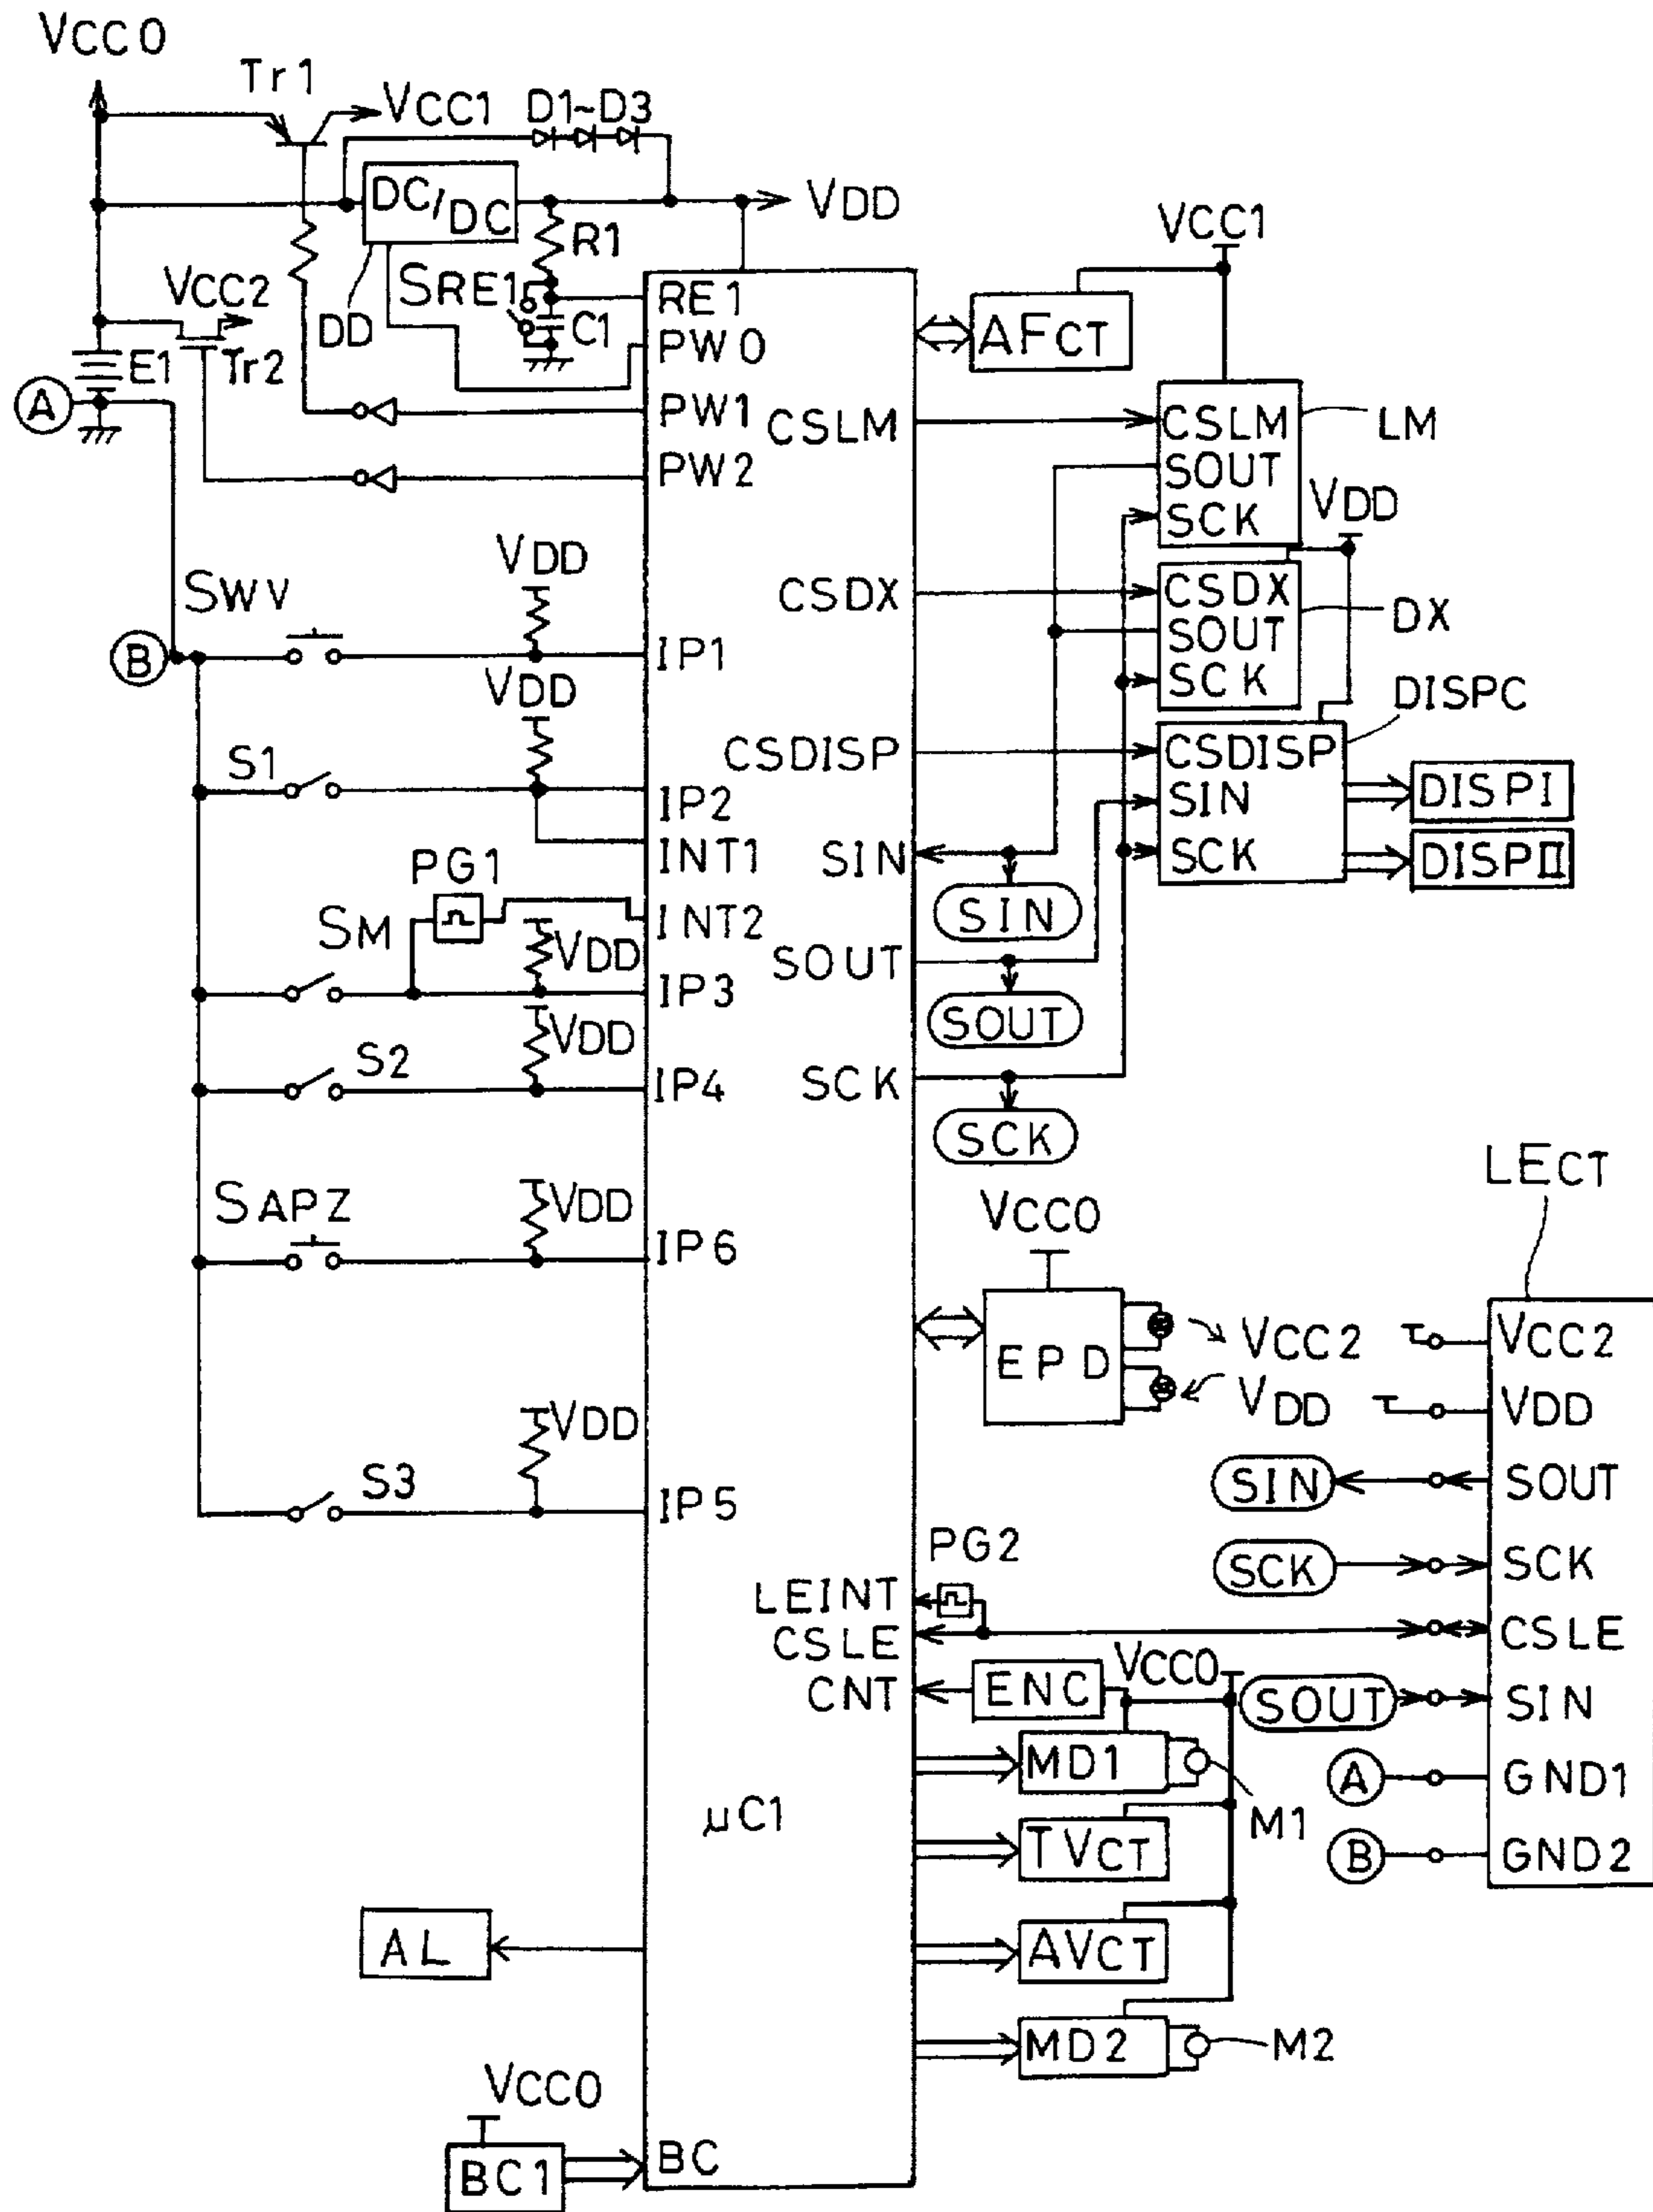 VCC0
Tr1
VCC1
D1~D3
DC/DC
VDD
R1
VCC1
SRE1
RE1
C1
DD
VCC2
PW0
AFCT
E1
Tr2
A
PW1
CSLM
CSLM
LM
PW2
SOUT
SCK
VDD
VDD
SWV
CSDX
CSDX
DX
SOUT
B
IP1
SCK
VDD
DISPC
S1
CSDISP
CSDISP
IP2
SIN
DISPI
INT1
SIN
SCK
DISPII
PG1
INT2
SIN
SM
VDD
SOUT
IP3
SOUT
VDD
S2
IP4
SCK
SCK
LECT
SAPZ
VDD
VCC0
IP6
EPD
VCC2
VCC2
VDD
VDD
VDD
S3
IP5
SIN
SOUT
PG2
SCK
SCK
LEINT
CSLE
CSLE
VCC0
CNT
ENC
SOUT
SIN
MD1
M1
A
GND1
μC1
TVCT
B
GND2
AL
AVCT
MD2
M2
VCC0
BC
BC1